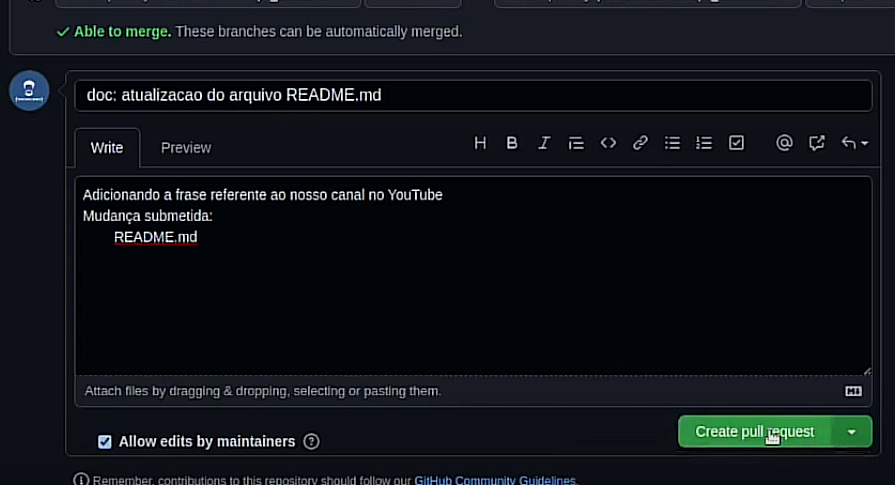 Able to merge. These branches can be automatically merged.
doc: atualizacao do arquivo README.md
Write Preview
Adicionando a frase referente ao nosso canal no YouTube
Mudança submetida:
README.md
Attach files by dragging & dropping, selecting or pasting them.
Create pull request
Allow edits by maintainers
Remember, contributions to this repository should follow our GitHub Community Guidelines.